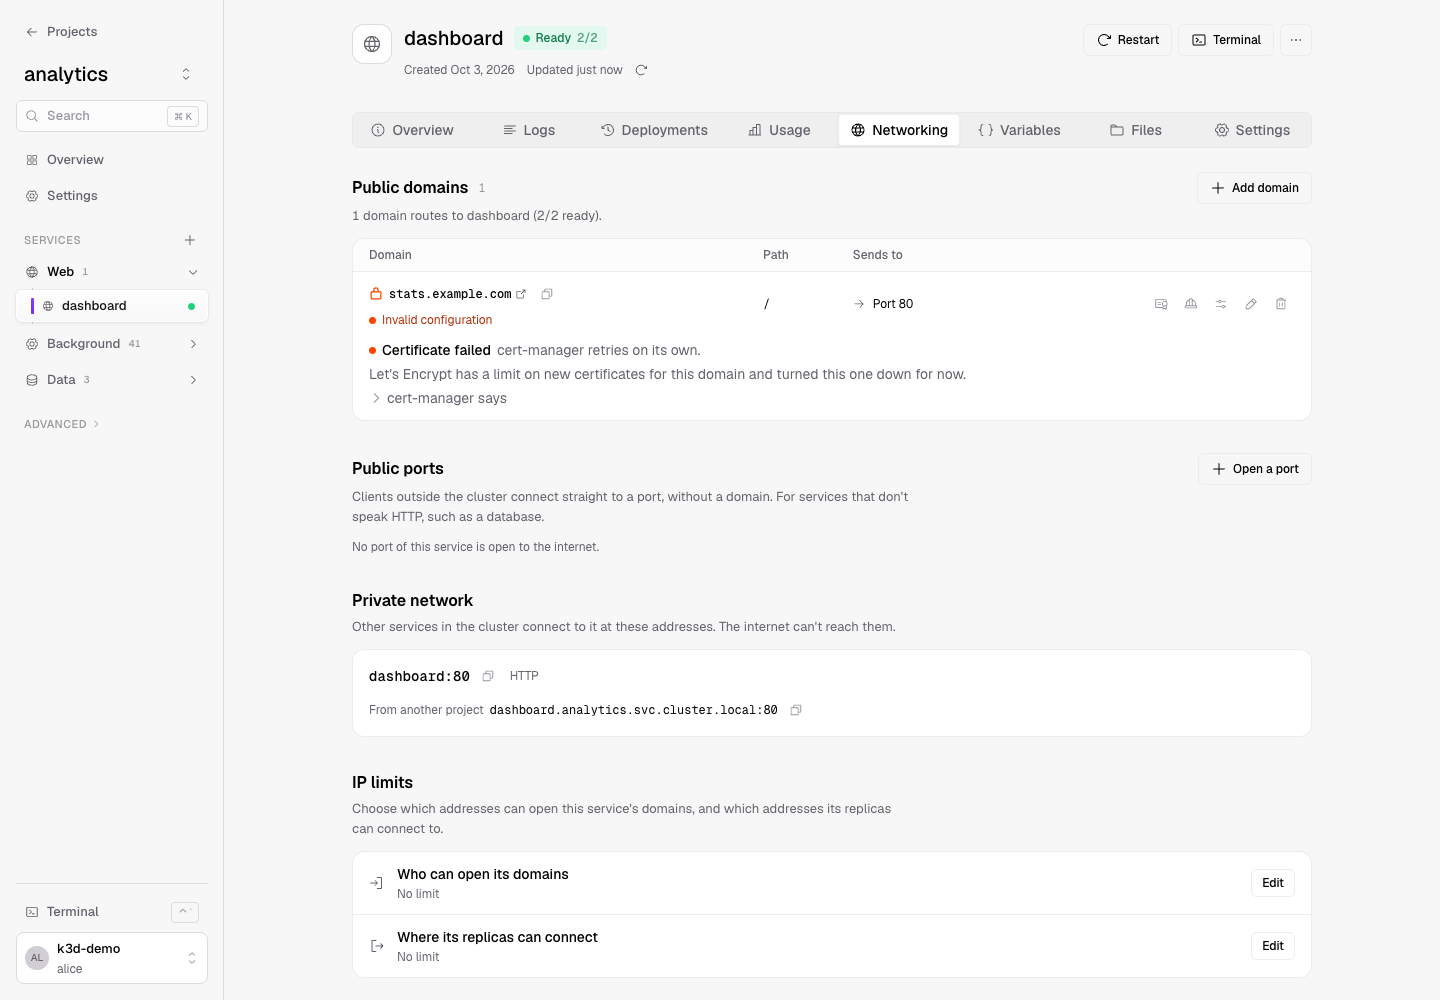 Projects
analytics
Search
⌘ K
Overview
Settings
SERVICES
Web 1
dashboard
Background 41
Data 3
ADVANCED
Terminal
^ `
AL
k3d-demo
alice
dashboard
Ready 2/2
Created Oct 3, 2026 Updated just now
Restart
Terminal
Overview
Logs
Deployments
Usage
Networking
Variables
Files
Settings
Public domains 1
Add domain
1 domain routes to dashboard (2/2 ready).
Domain Path Sends to
stats.example.com
/
Port 80
Invalid configuration
Certificate failed cert-manager retries on its own.
Let's Encrypt has a limit on new certificates for this domain and turned this one down for now.
cert-manager says
Public ports
Open a port
Clients outside the cluster connect straight to a port, without a domain. For services that don't
speak HTTP, such as a database.
No port of this service is open to the internet.
Private network
Other services in the cluster connect to it at these addresses. The internet can't reach them.
dashboard:80 HTTP
From another project dashboard.analytics.svc.cluster.local:80
IP limits
Choose which addresses can open this service's domains, and which addresses its replicas
can connect to.
Who can open its domains
No limit
Edit
Where its replicas can connect
No limit
Edit